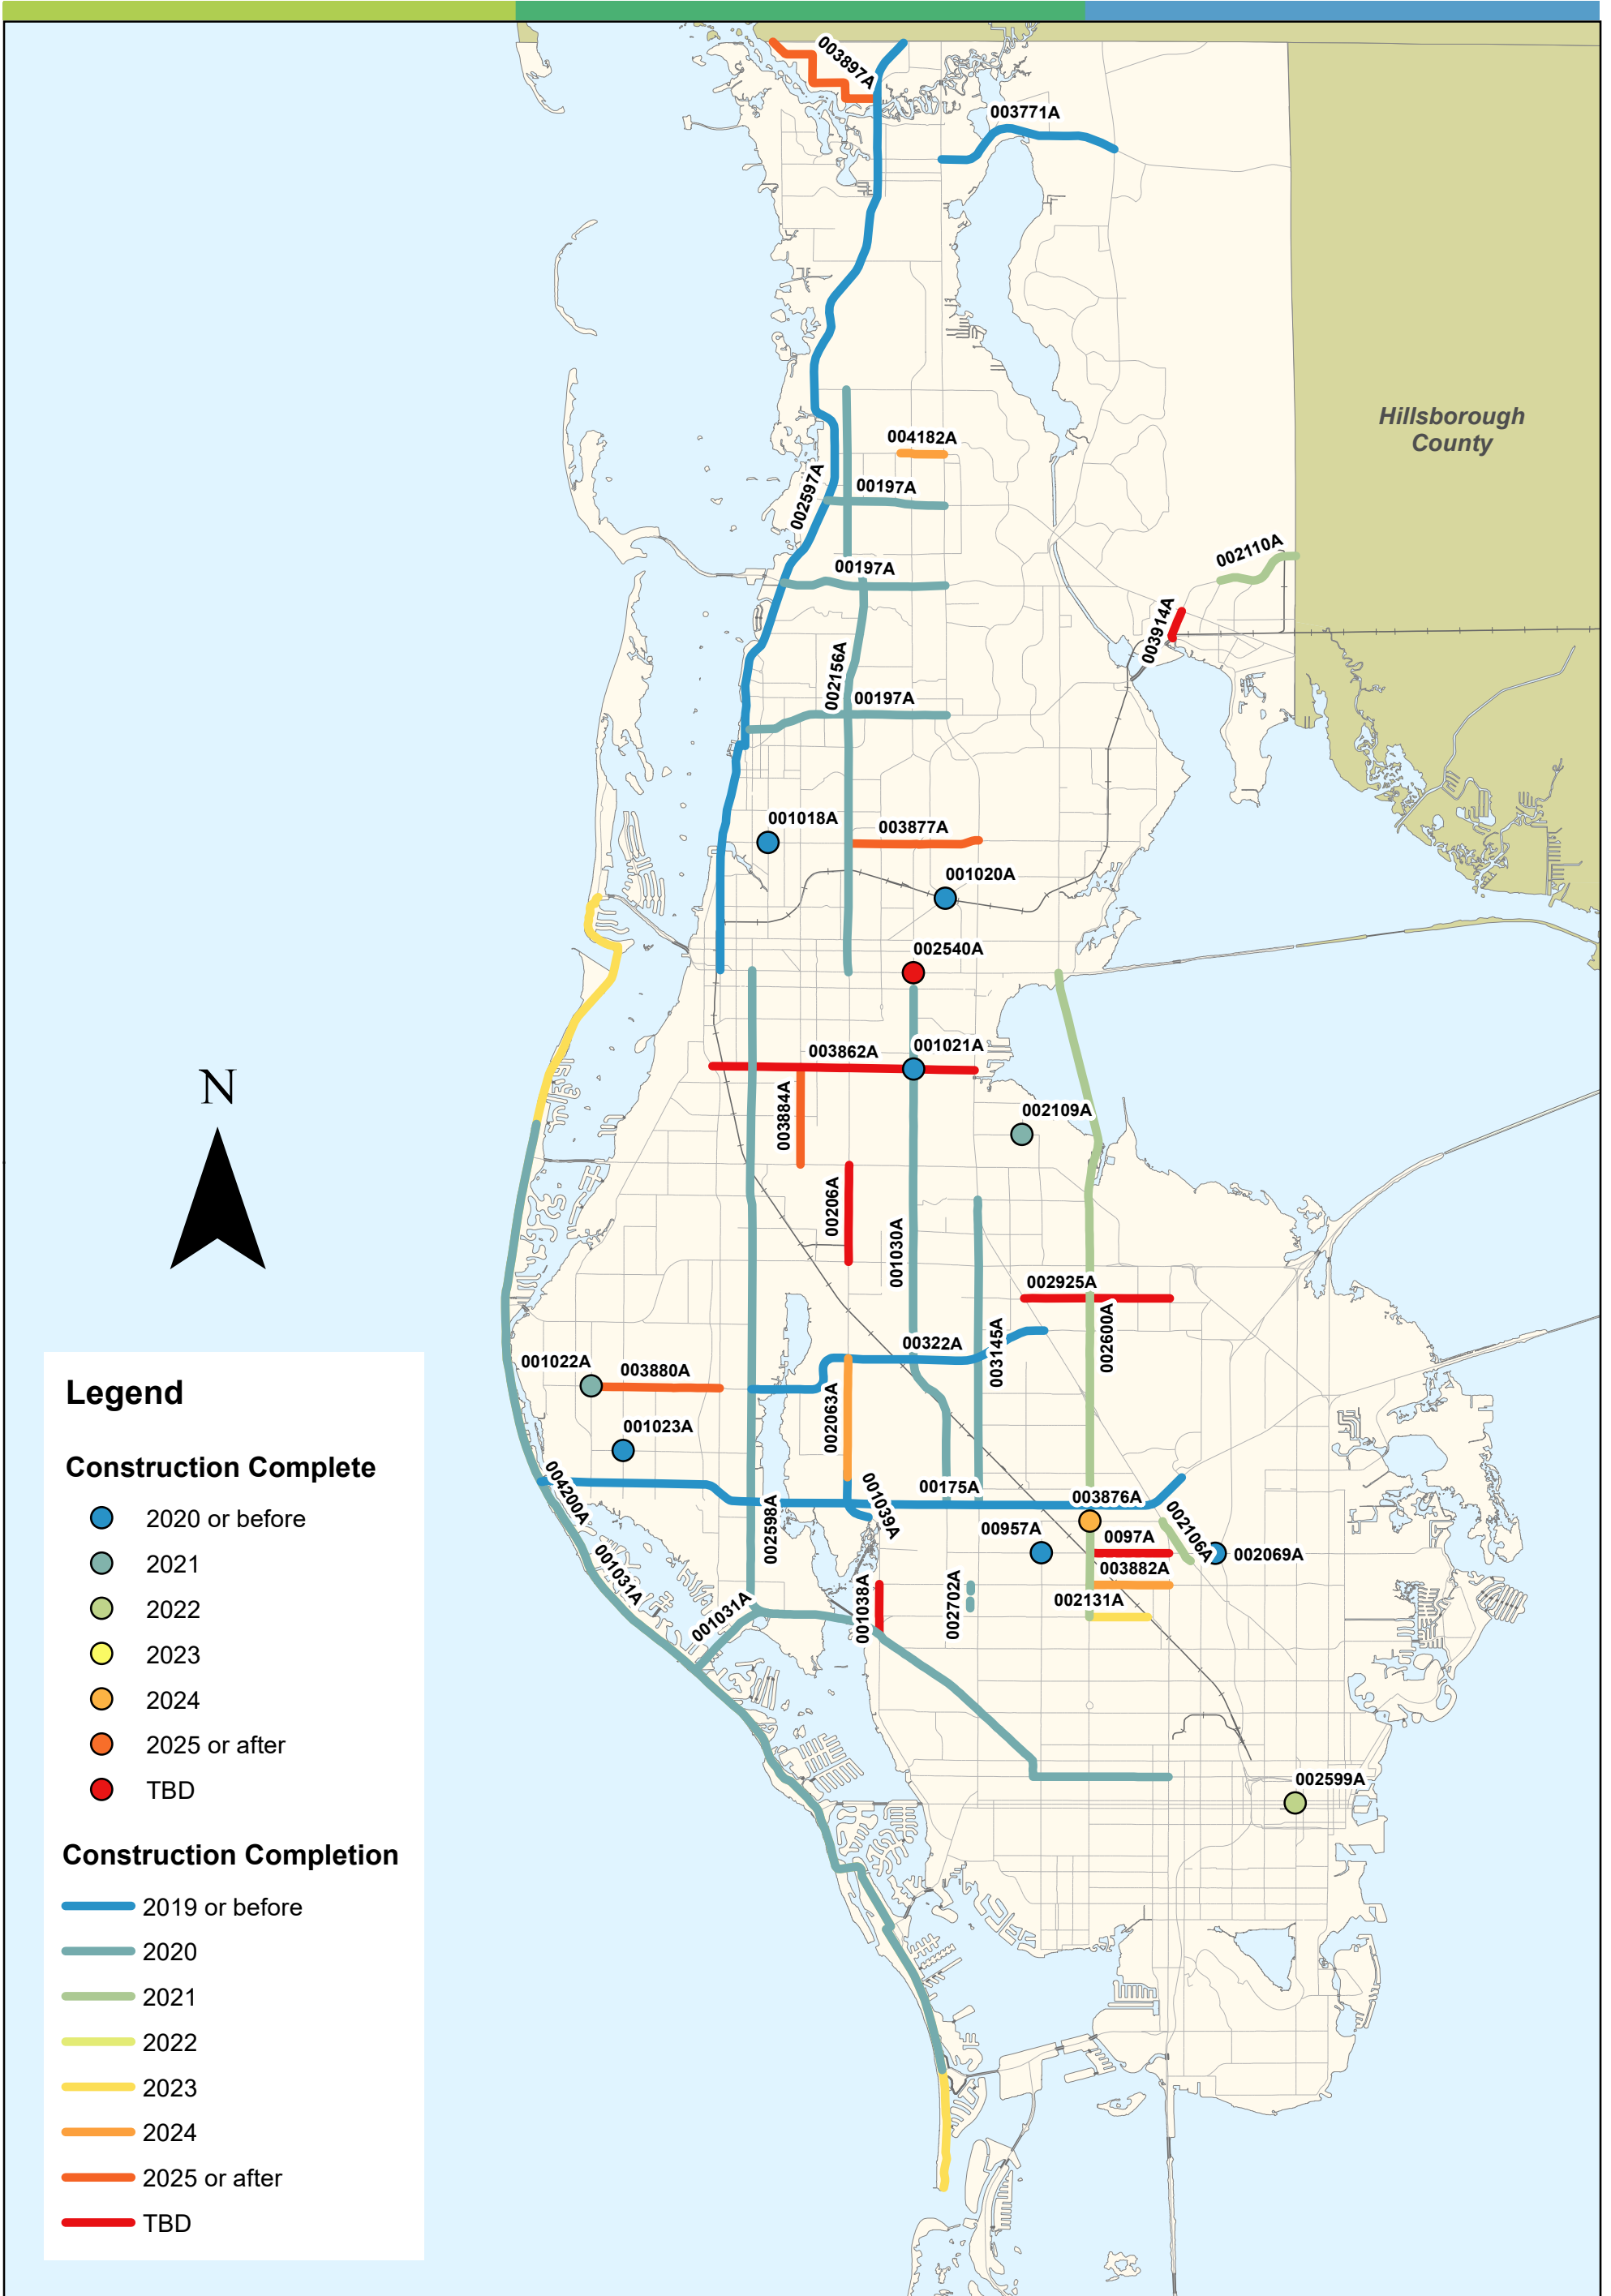 003897A
003771A
Hillsborough
County
004182A
002597A
00197A
002110A
00197A
003914A
002156A
00197A
001018A
003877A
001020A
002540A
003862A
001021A
N
003884A
002109A
00206A
001030A
002925A
002600A
00322A
003145A
001022A
003880A
002063A
001023A
004200A
001039A
00175A
003876A
002598A
00957A
0097A
002106A
002069A
003882A
001031A
001031A
001038A
002702A
002131A
002599A
Legend
Construction Complete
2020 or before
2021
2022
2023
2024
2025 or after
TBD
Construction Completion
2019 or before
2020
2021
2022
2023
2024
2025 or after
TBD